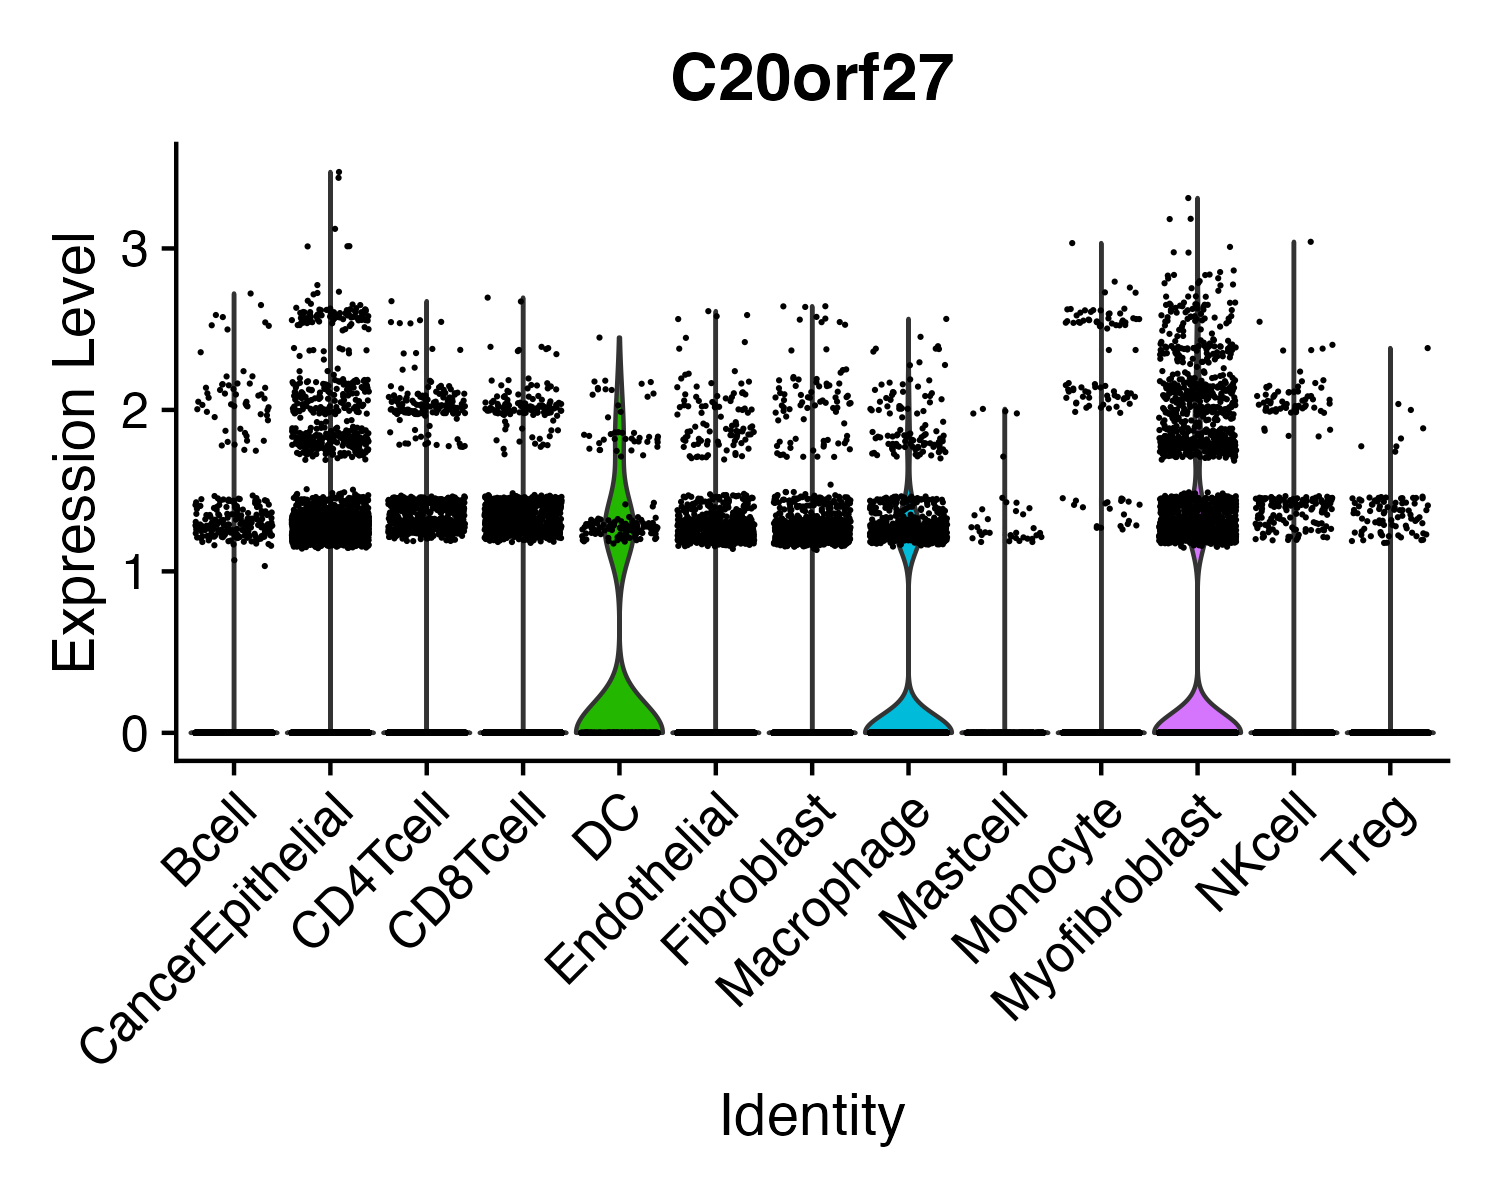 C20orf27
Expression Level
3
2
1
0
Bcell
CancerEpithelial
CD4Tcell
CD8Tcell
DC
Endothelial
Fibroblast
Macrophage
Mastcell
Monocyte
Myofibroblast
NKcell
Treg
Identity